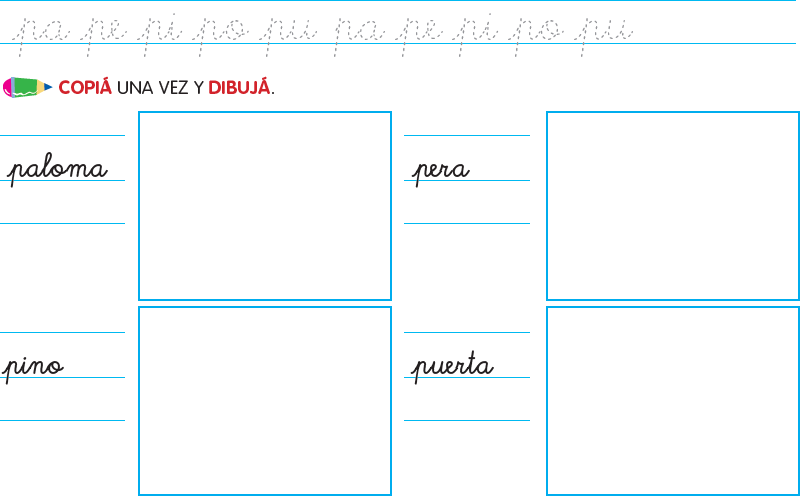 pa pe pi po pu pa pe pi po pu
COPIÁ UNA VEZ Y DIBUJÁ.
paloma
pera
pino
puerta